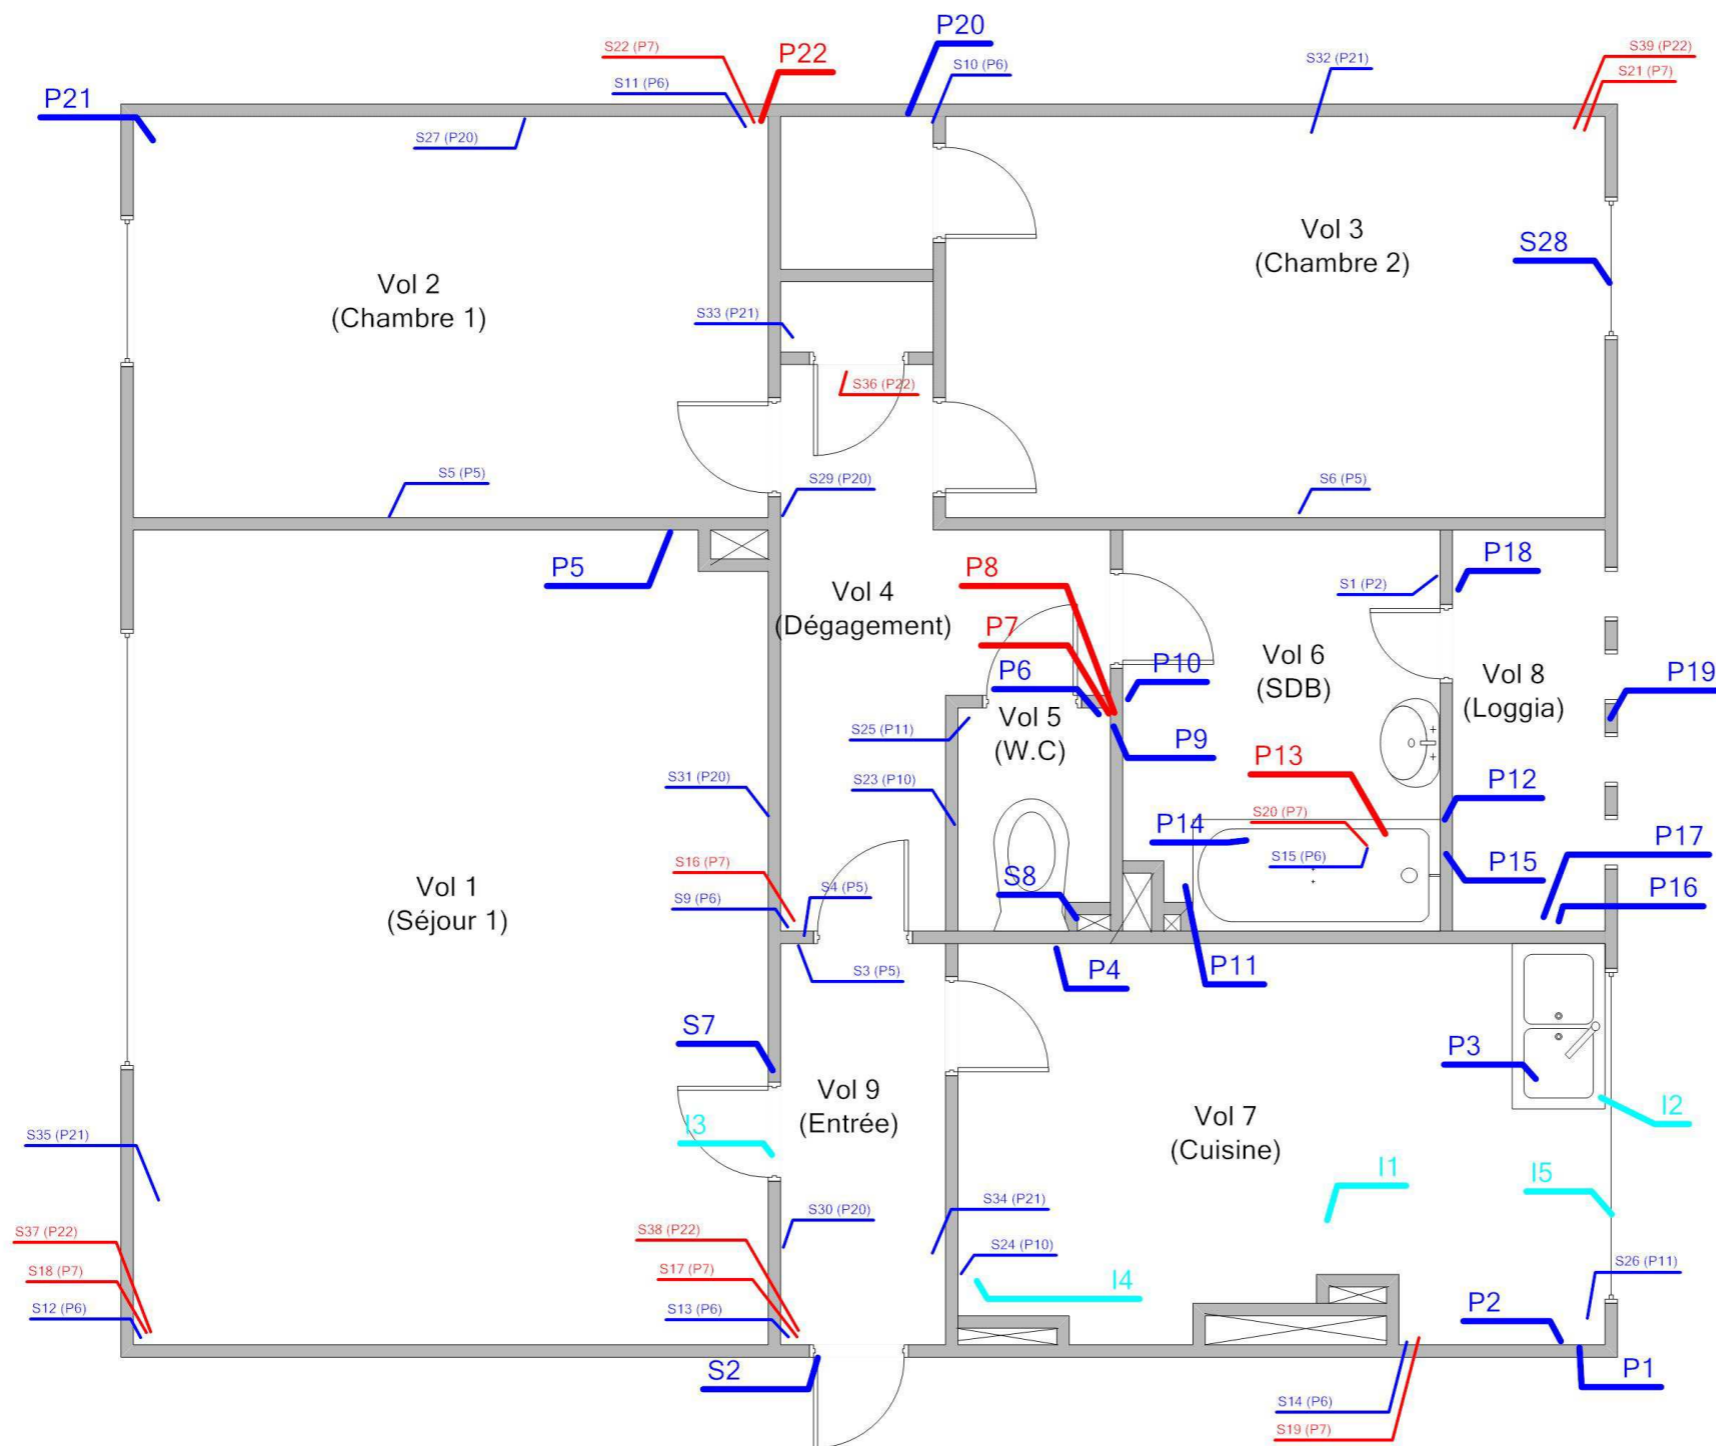 P20
S22 (P7)
P22
S10 (P6)
S32 (P21)
S39 (P22)
S21 (P7)
S11 (P6)
P21
S27 (P20)
Vol 3
(Chambre 2)
S28
Vol 2
(Chambre 1)
S33 (P21)
S36 (P22)
S5 (P5)
S29 (P20)
S6 (P5)
P5
P8
P18
S1 (P2)
Vol 4
(Dégagement)
P7
P6
P10
Vol 6
(SDB)
Vol 8
(Loggia)
P19
S25 (P11)
Vol 5
(W.C)
P9
S31 (P20)
S23 (P10)
P13
P12
P14
S20 (P7)
S15 (P6)
P17
P15
P16
S16 (P7)
S4 (P5)
S8
S9 (P6)
Vol 1
(Séjour 1)
S3 (P5)
P4
P11
S7
P3
Vol 9
(Entrée)
I3
I2
Vol 7
(Cuisine)
S35 (P21)
I1
I5
S34 (P21)
S30 (P20)
S37 (P22)
S38 (P22)
S24 (P10)
S18 (P7)
S17 (P7)
I4
S26 (P11)
S12 (P6)
S13 (P6)
P2
S2
P1
S14 (P6)
S19 (P7)